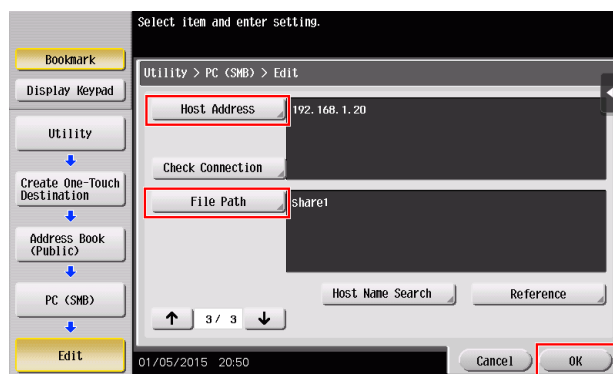 Select item and enter setting.
Bookmark
Display Keypad
Utility
Create One-Touch
Destination
Address Book
(Public)
PC (SMB)
Edit
Utility > PC (SMB) > Edit
Host Address
192.168.1.20
Check Connection
File Path
share1
Host Name Search
Reference
↑ 3/ 3 ↓
01/05/2015 20:50
Cancel
OK